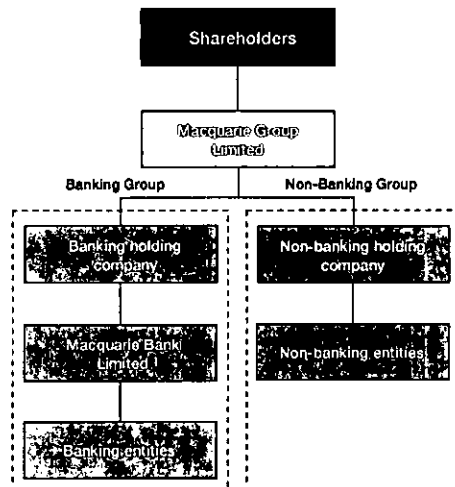 Shareholders
Macquarie Group
Limited
Banking Group
Non-Banking Group
Banking holding
company
Non-banking holding
company
Macquarie Bank
Limited
Non-banking entities
Banking entities